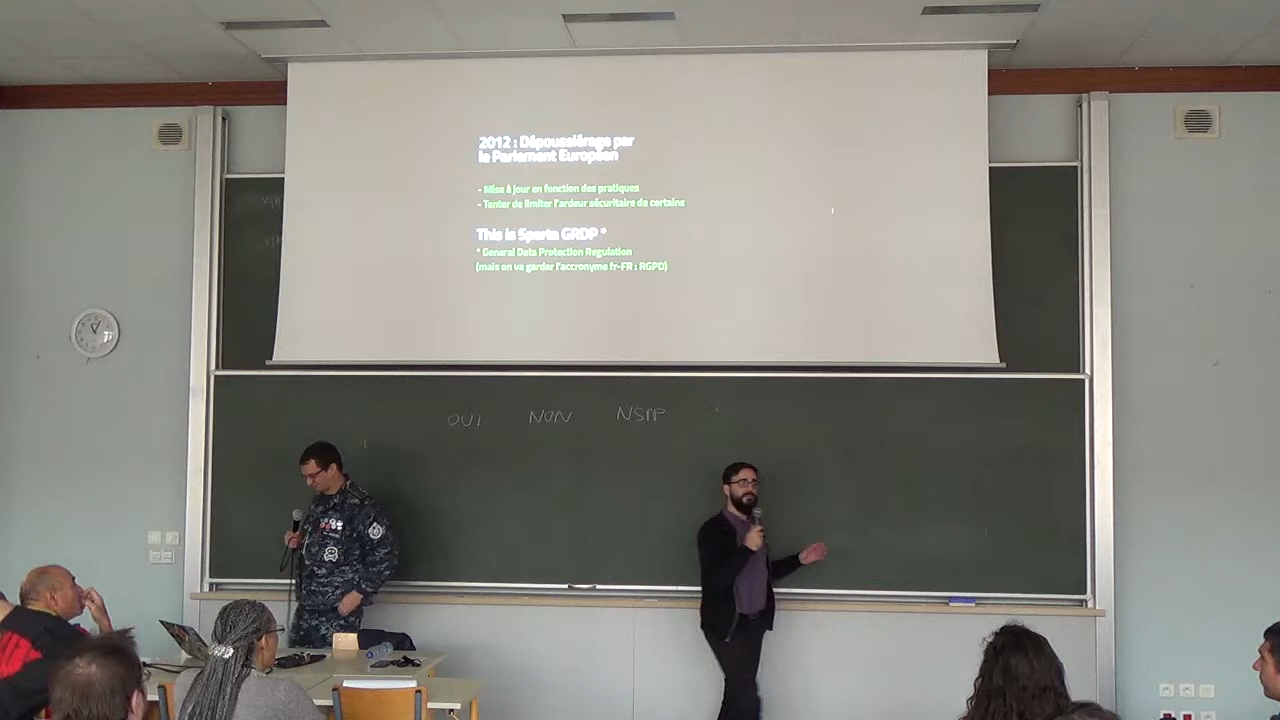 2012 : Dépoussiérage par
le Parlement Européen
- Mise à jour en fonction des pratiques
- Tenter de limiter l'ardeur sécuritaire de certains
This is Sparta GRDP *
* General Data Protection Regulation
(mais on va garder l'accronyme fr-FR : RGPD)
OUI NON NSPP